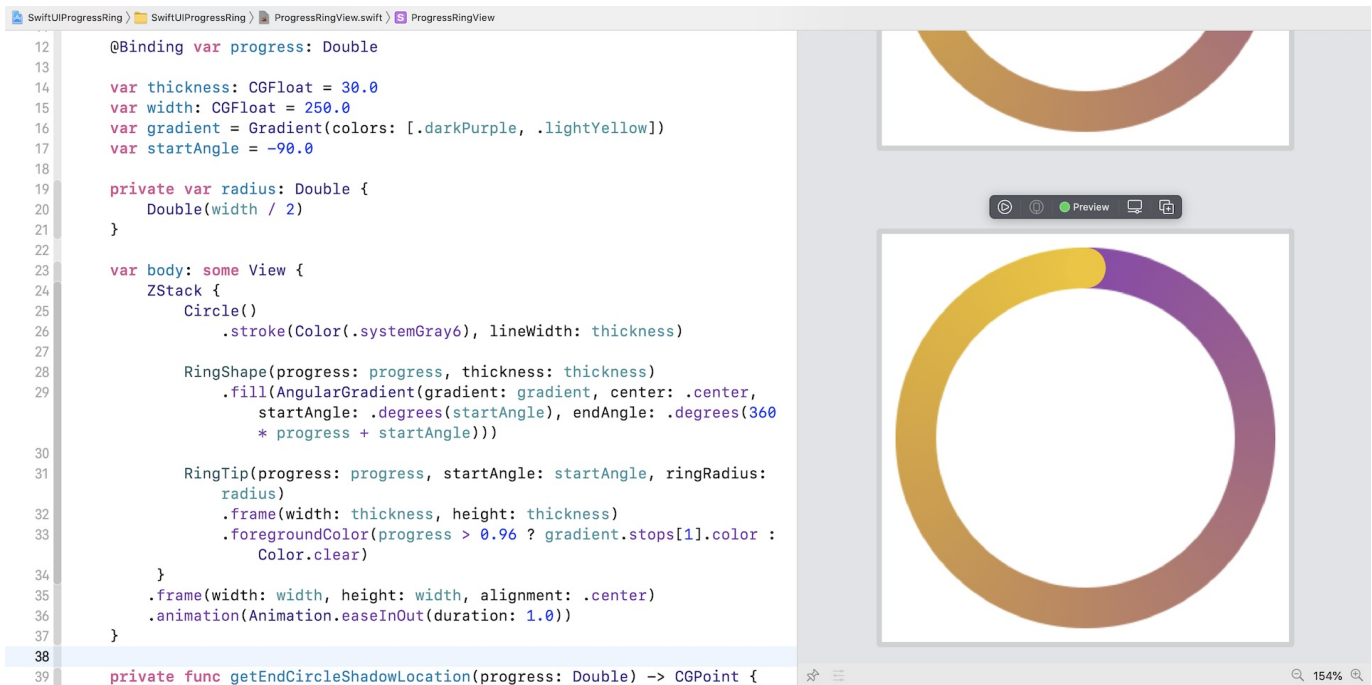 SwiftUIProgressRing 〉 SwiftUIProgressRing 〉 ProgressRingView.swift 〉 S ProgressRingView
12 @Binding var progress: Double
13
14 var thickness: CGFloat = 30.0
15 var width: CGFloat = 250.0
16 var gradient = Gradient(colors: [.darkPurple, .lightYellow])
17 var startAngle = -90.0
18
19 private var radius: Double {
20 Double(width / 2)
21 }
22
23 var body: some View {
24 ZStack {
25 Circle()
26 .stroke(Color(.systemGray6), lineWidth: thickness)
27
28 RingShape(progress: progress, thickness: thickness)
29 .fill(AngularGradient(gradient: gradient, center: .center,
startAngle: .degrees(startAngle), endAngle: .degrees(360
* progress + startAngle)))
30
31 RingTip(progress: progress, startAngle: startAngle, ringRadius:
radius)
32 .frame(width: thickness, height: thickness)
33 .foregroundColor(progress > 0.96 ? gradient.stops[1].color :
Color.clear)
34 }
35 .frame(width: width, height: width, alignment: .center)
36 .animation(Animation.easeInOut(duration: 1.0))
37 }
38
39 private func getEndCircleShadowLocation(progress: Double) -> CGPoint {
Preview
154%